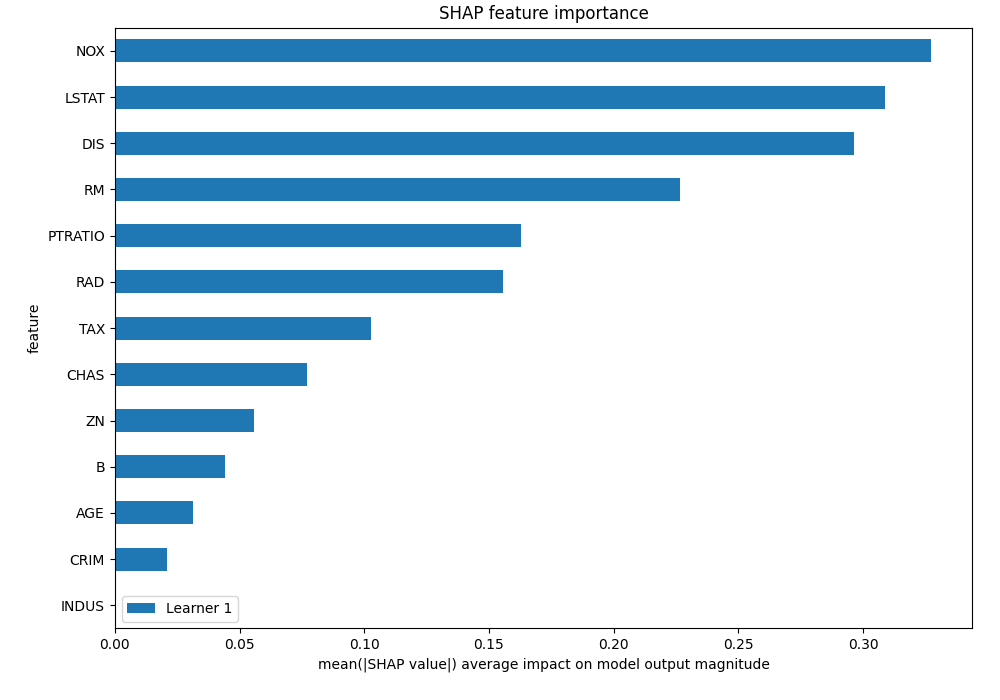 SHAP feature importance
NOX
LSTAT
DIS
RM
PTRATIO
RAD
TAX
CHAS
ZN
B
AGE
CRIM
INDUS
feature
Learner 1
0.00 0.05 0.10 0.15 0.20 0.25 0.30
mean(|SHAP value|) average impact on model output magnitude